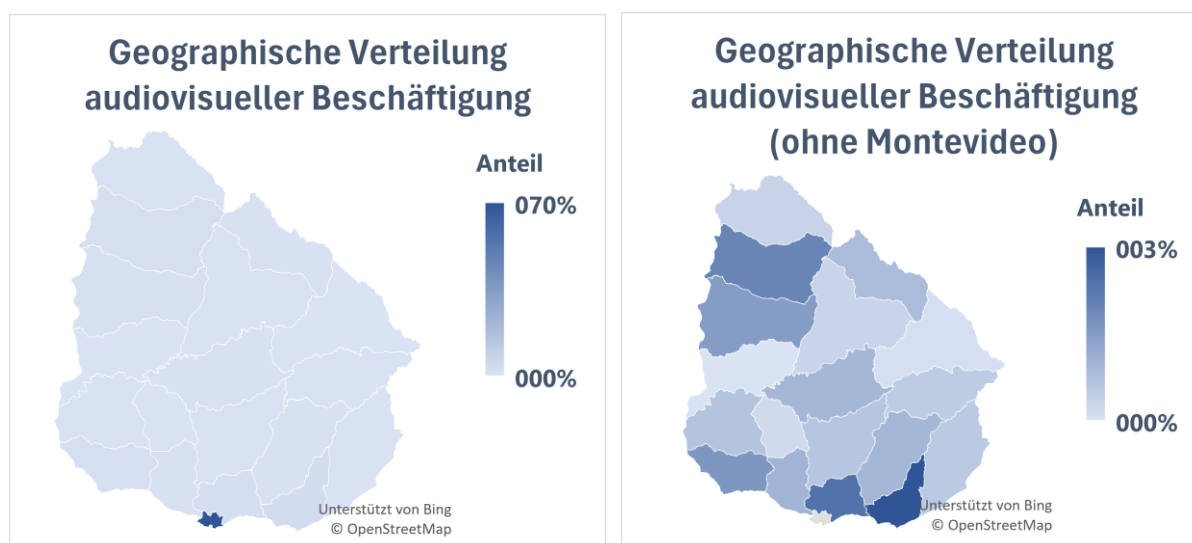 Geographische Verteilung
audiovisueller Beschäftigung
Anteil
070%
000%
Unterstützt von Bing
© OpenStreetMap
Geographische Verteilung
audiovisueller Beschäftigung
(ohne Montevideo)
Anteil
003%
000%
Unterstützt von Bing
© OpenStreetMap